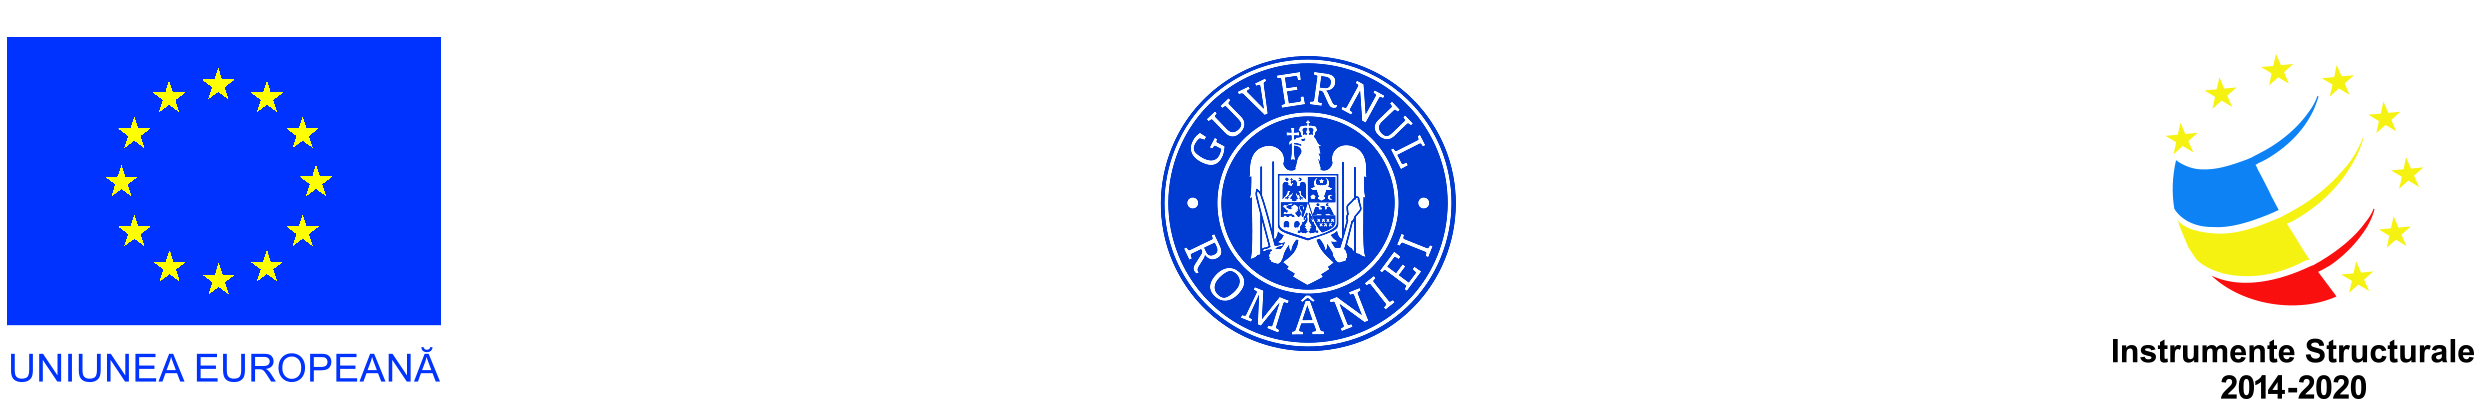 UNIUNEA EUROPEANĂ
GUVERNUL
ROMÂNIEI
Instrumente Structurale
2014-2020